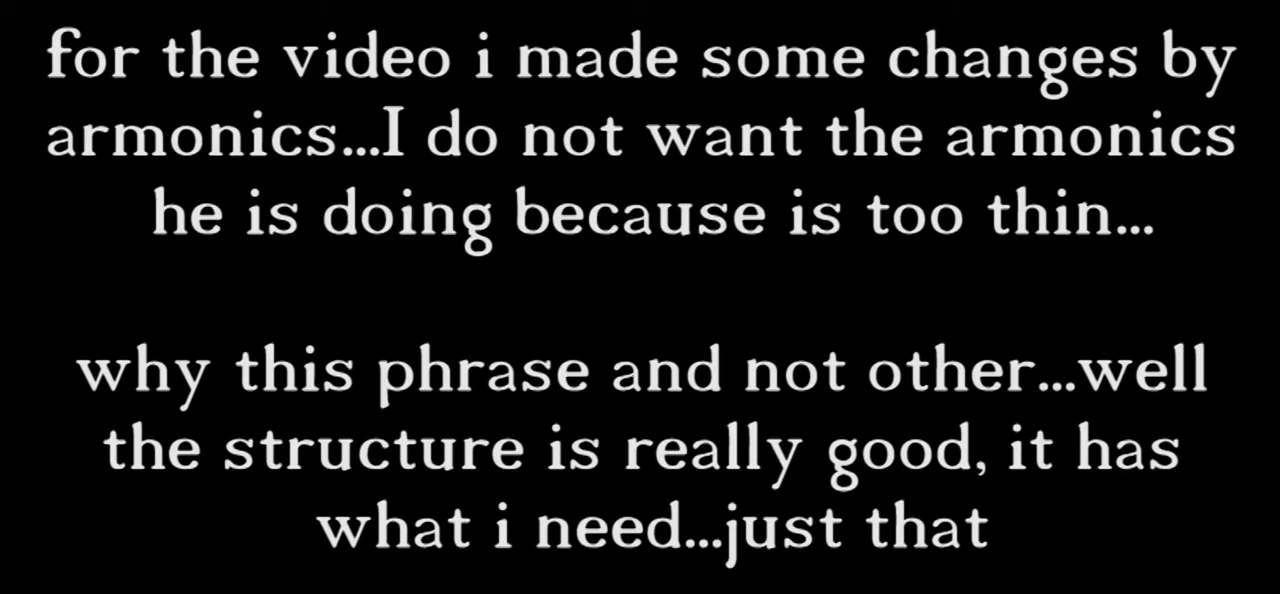 for the video i made some changes by
armonics...I do not want the armonics
he is doing because is too thin...
why this phrase and not other...well
the structure is really good, it has
what i need...just that